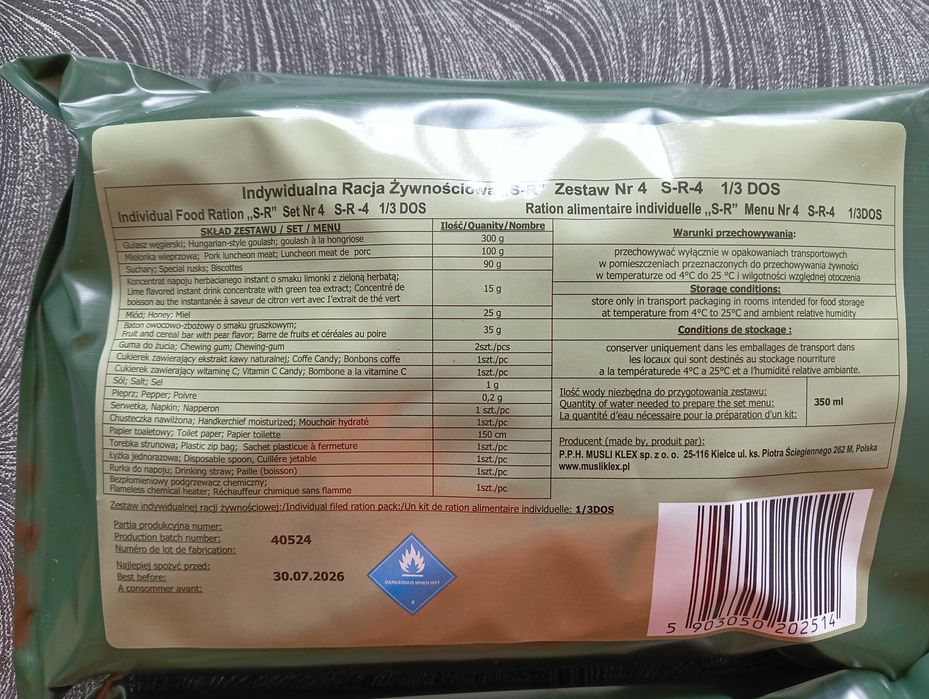 Indywidualna Racja Żywnościowa „S-R” Zestaw Nr 4 S-R-4 1/3 DOS
Individual Food Ration „S-R” Set Nr 4 S-R -4 1/3 DOS
Ration alimentaire individuelle „S-R” Menu Nr 4 S-R-4 1/3DOS
SKŁAD ZESTAWU / SET / MENU
Ilość/Quanity/Nombre
Gulasz węgierski; Hungarian-style goulash; goulash à la hongriose
300 g
Mielonka wieprzowa; Pork luncheon meat; Luncheon meat de porc
100 g
Suchary; Special rusks; Biscottes
90 g
Koncentrat napoju herbacianego instant o smaku limonki z zieloną herbatą;
Lime flavored instant drink concentrate with green tea extract; Concentré de
boisson au the instantanée à saveur de citron vert avec l'extrait de thé vert
15 g
Miód; Honey; Miel
25 g
Baton owocowo-zbożowy o smaku gruszkowym;
Fruit and cereal bar with pear flavor; Barre de fruits et céréales au poire
35 g
Guma do żucia; Chewing gum; Chewing-gum
2szt./pcs
Cukierek zawierający ekstrakt kawy naturalnej; Coffe Candy; Bonbons coffe
1szt./pc
Cukierek zawierający witaminę C; Vitamin C Candy; Bombone a la vitamine C
1szt./pc
Sól; Salt; Sel
1 g
Pieprz; Pepper; Poivre
0,2 g
Serwetka, Napkin; Napperon
1 szt./pc
Chusteczka nawilżona; Handkerchief moisturized; Mouchoir hydraté
1szt./pc
Papier toaletowy; Toilet paper; Papier toilette
150 cm
Torebka strunowa; Plastic zip bag; Sachet plasticue à fermeture
1szt./pc
Łyżka jednorazowa; Disposable spoon, Cuillére jetable
1szt./pc
Rurka do napoju; Drinking straw; Paille (boisson)
1szt./pc
Bezpłomieniowy podgrzewacz chemiczny;
Flameless chemical heater; Réchauffeur chimique sans flamme
1szt./pc
Warunki przechowywania:
przechowywać wyłącznie w opakowaniach transportowych
w pomieszczeniach przeznaczonych do przechowywania żywności
w temperaturze od 4°C do 25 °C i wilgotności względnej otoczenia
Storage conditions:
store only in transport packaging in rooms intended for food storage
at temperature from 4°C to 25°C and ambient relative humidity
Conditions de stockage :
conserver uniquement dans les emballages de transport dans
les locaux qui sont destinés au stockage nourriture
a la températurede 4°C a 25°C et a l'humidité relative ambiante.
Ilość wody niezbędna do przygotowania zestawu:
Quantity of water needed to prepare the set menu:
La quantité d'eau nécessaire pour la préparation d'un kit:
350 ml
Producent (made by, produit par):
P.P.H. MUSLI KLEX sp. z o. o. 25-116 Kielce ul. ks. Piotra Ściegiennego 262 M, Polska
www.musliklex.pl
Zestaw indywidualnej racji żywnościowej:/Individual filed ration pack:/Un kit de ration alimentaire individuelle: 1/3DOS
Partia produkcyjna numer:
Production batch number:
Numéro de lot de fabrication:
40524
Najlepiej spożyć przed:
Best before:
A consommer avant:
30.07.2026
DANGEROUS WHEN WET
4
5 903050 202514